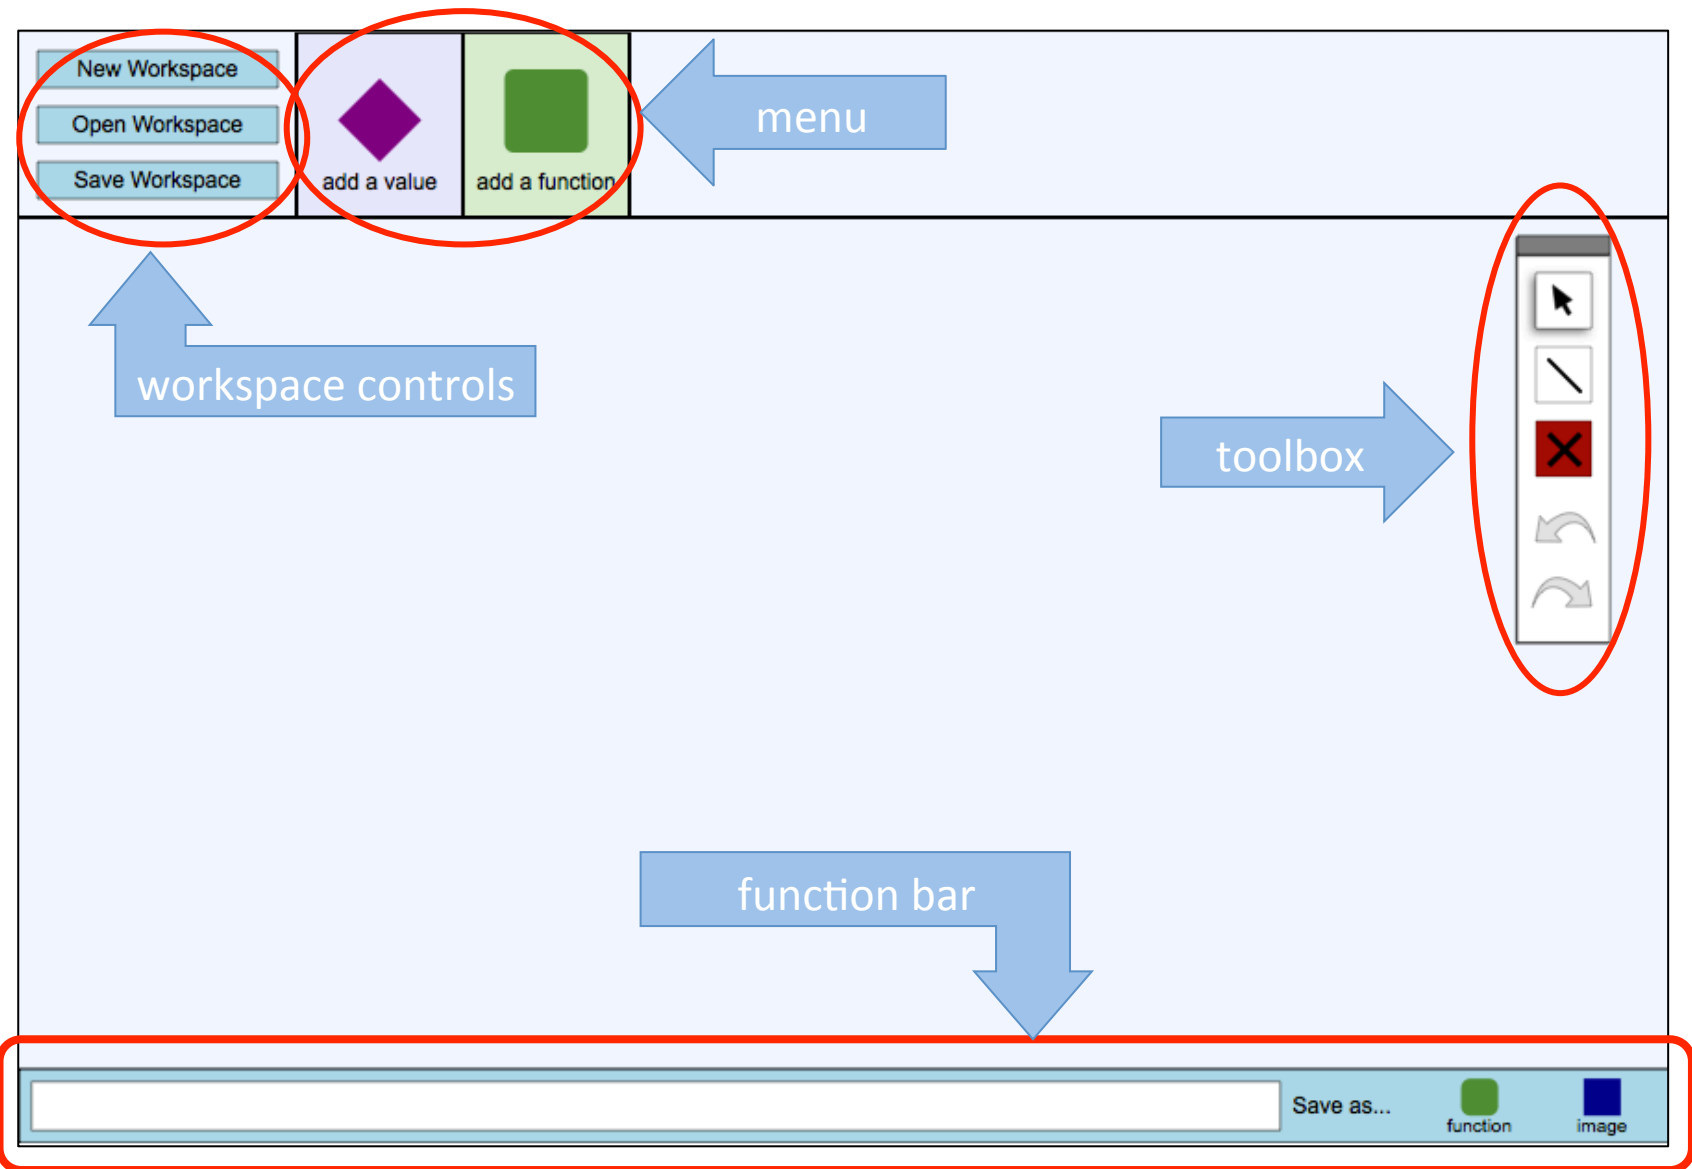 New Workspace
Open Workspace
Save Workspace
add a value
add a function
menu
workspace controls
toolbox
function bar
Save as...
function
image